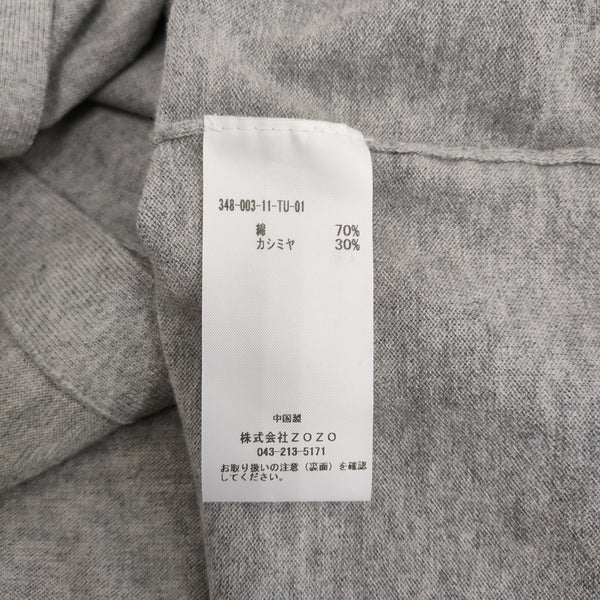 348-003-11-TU-01
綿 70%
カシミヤ 30%
中国製
株式会社ZOZO
043-213-5171
お取り扱いの注意(裏面)を確認
してください。